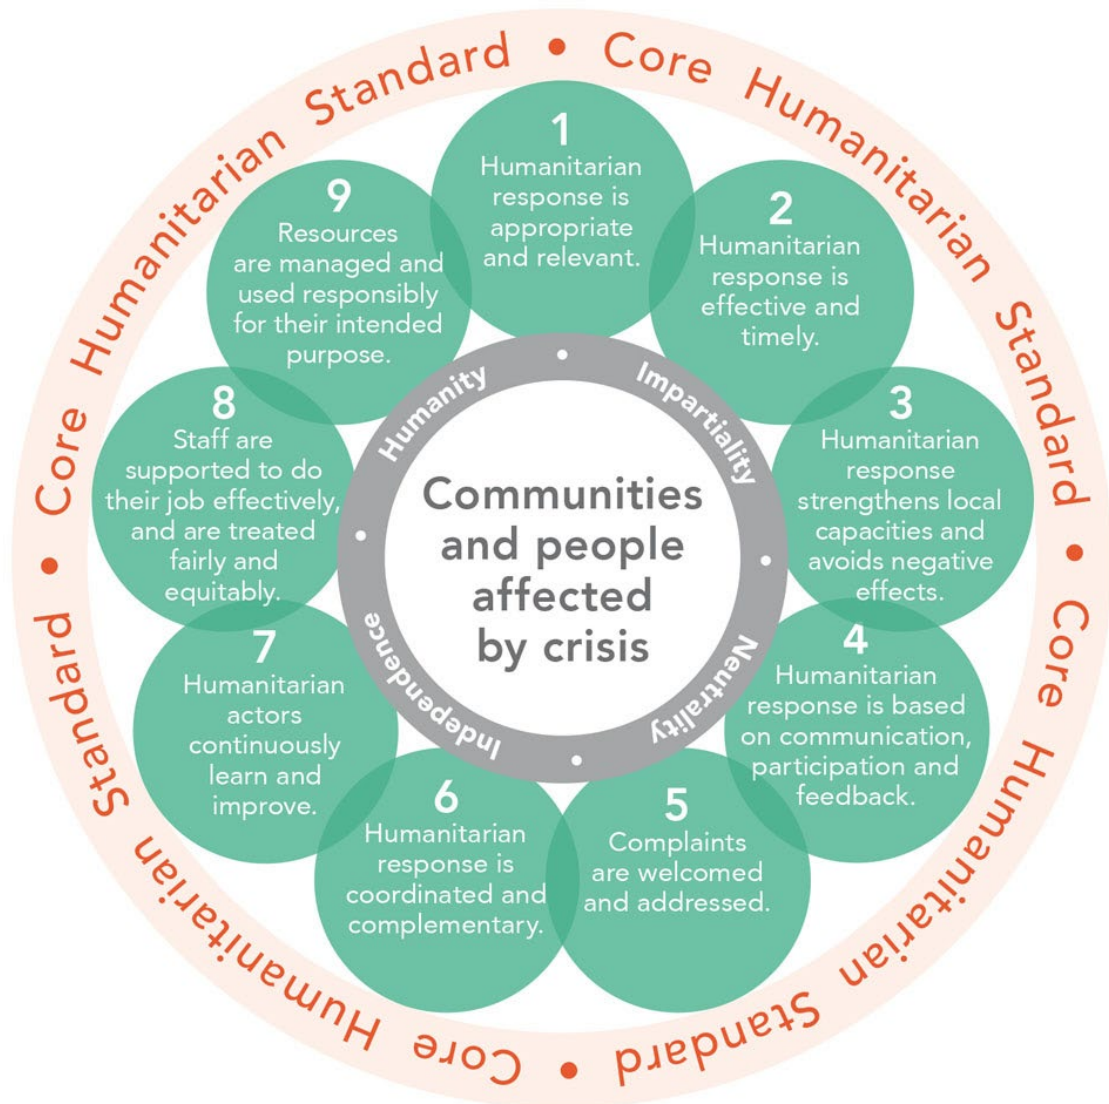 Core Humanitarian Standard • Core Humanitarian Standard • Core Humanitarian Standard • Core Humanitarian Standard •
1
Humanitarian
response is
appropriate
and relevant.
2
Humanitarian
response is
effective and
timely.
3
Humanitarian
response
strengthens local
capacities and
avoids negative
effects.
4
Humanitarian
response is based
on communication,
participation and
feedback.
5
Complaints
are welcomed
and addressed.
6
Humanitarian
response is
coordinated and
complementary.
7
Humanitarian
actors
continuously
learn and
improve.
8
Staff are
supported to do
their job effectively,
and are treated
fairly and
equitably.
9
Resources
are managed and
used responsibly
for their intended
purpose.
Humanity • Impartiality • Neutrality • Independence •
Communities
and people
affected
by crisis